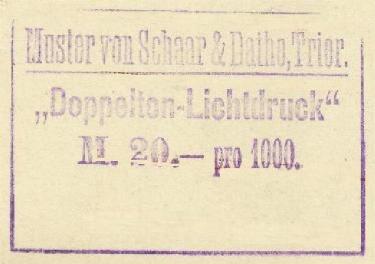 Muster von Schaar & Dathe, Trier.
„Doppelton-Lichtdruck“
M. 20.— pro 1000.